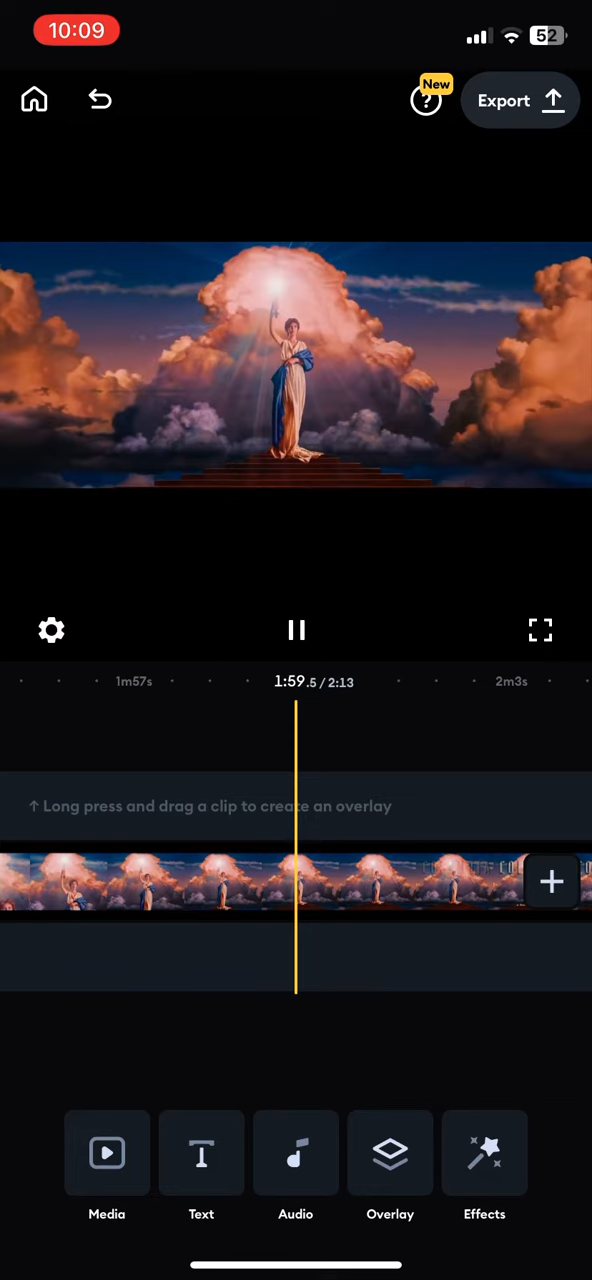 10:09
52
New
?
Export
1m57s
1:59.5 / 2:13
2m3s
↑ Long press and drag a clip to create an overlay
Media
Text
Audio
Overlay
Effects